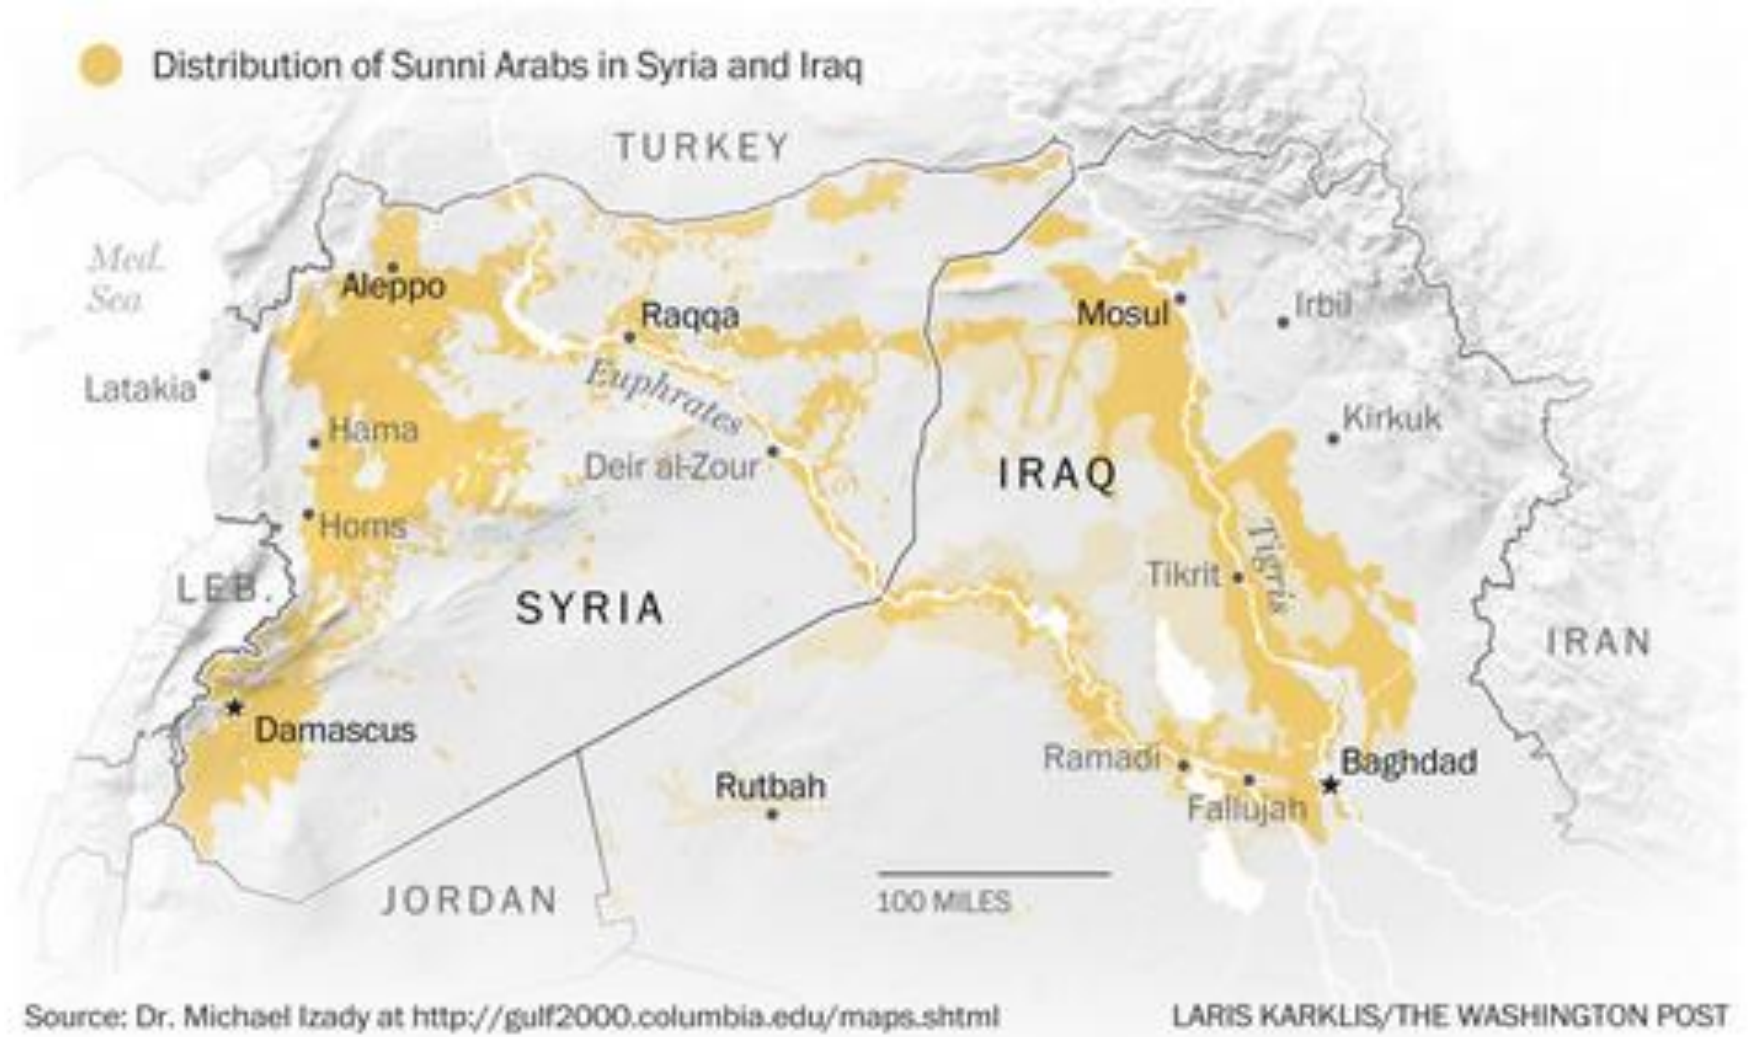 Distribution of Sunni Arabs in Syria and Iraq
TURKEY
Med.
Sea
Aleppo
Raqqa
Mosul
Irbil
Latakia
Euphrates
Hama
Kirkuk
Deir al-Zour
IRAQ
Homs
Tigris
LEB.
SYRIA
Tikrit
IRAN
Damascus
Ramadi
Baghdad
Rutbah
Fallujah
JORDAN
100 MILES
Source: Dr. Michael Izady at http://gulf2000.columbia.edu/maps.shtml
LARIS KARKLIS/THE WASHINGTON POST